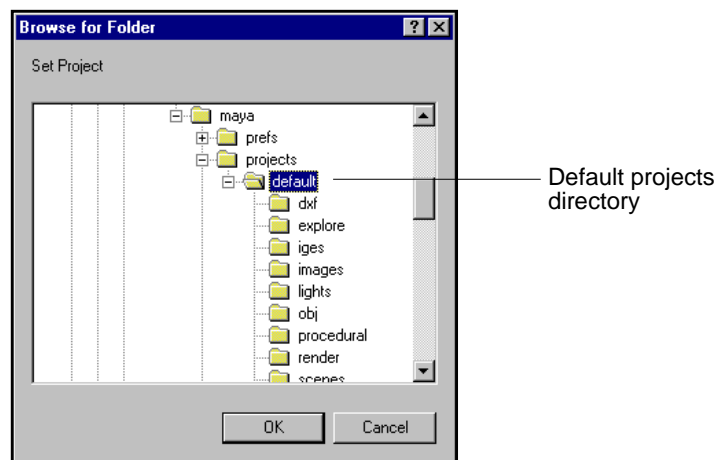 Browse for Folder
Set Project
maya
prefs
projects
default
dxf
explore
iges
images
lights
obj
procedural
render
scenes
OK Cancel
Default projects
directory